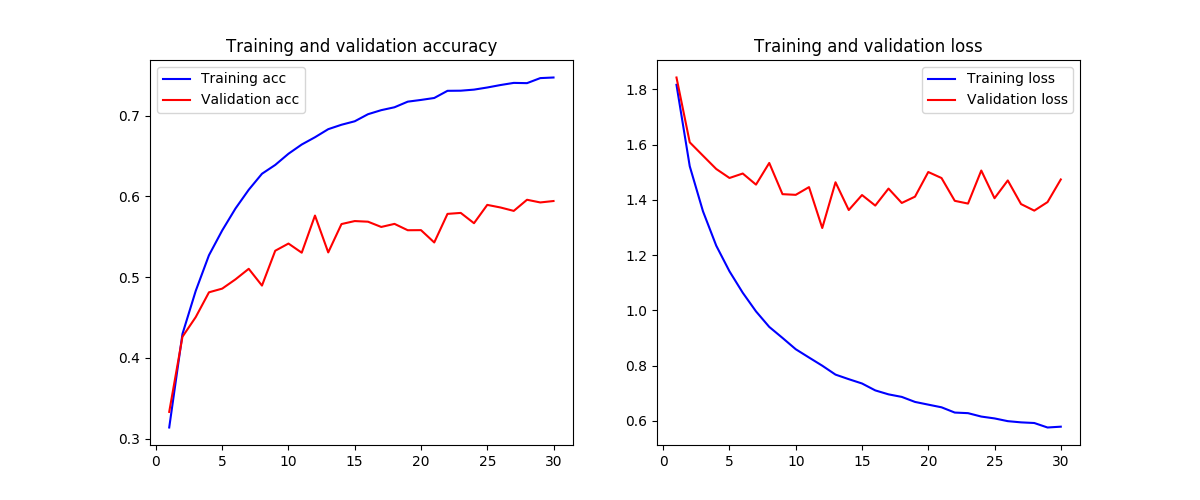 Training and validation accuracy
Training acc
Validation acc
0.7
0.6
0.5
0.4
0.3
0 5 10 15 20 25 30
Training and validation loss
Training loss
Validation loss
1.8
1.6
1.4
1.2
1.0
0.8
0.6
0 5 10 15 20 25 30